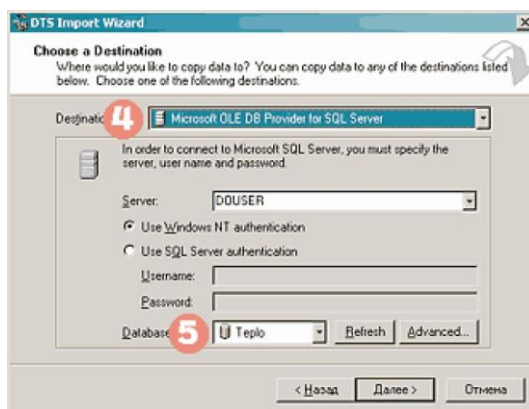 DTS Import Wizard
Choose a Destination
Where would you like to copy data to? You can copy data to any of the destinations listed
below. Choose one of the following destinations.
Destinatio 4 Microsoft OLE DB Provider for SQL Server
In order to connect to Microsoft SQL Server, you must specify the
server, user name and password.
Server: DOUSER
Use Windows NT authentication
Use SQL Server authentication
Username:
Password:
Database 5 Teplo Refresh Advanced...
< Назад Далее > Отмена